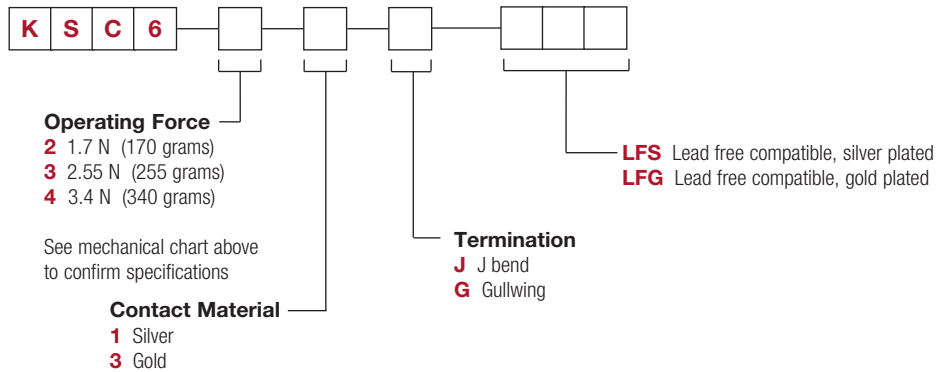 K S C 6
Operating Force
2 1.7 N (170 grams)
3 2.55 N (255 grams)
4 3.4 N (340 grams)
See mechanical chart above
to confirm specifications
Contact Material
1 Silver
3 Gold
Termination
J J bend
G Gullwing
LFS Lead free compatible, silver plated
LFG Lead free compatible, gold plated